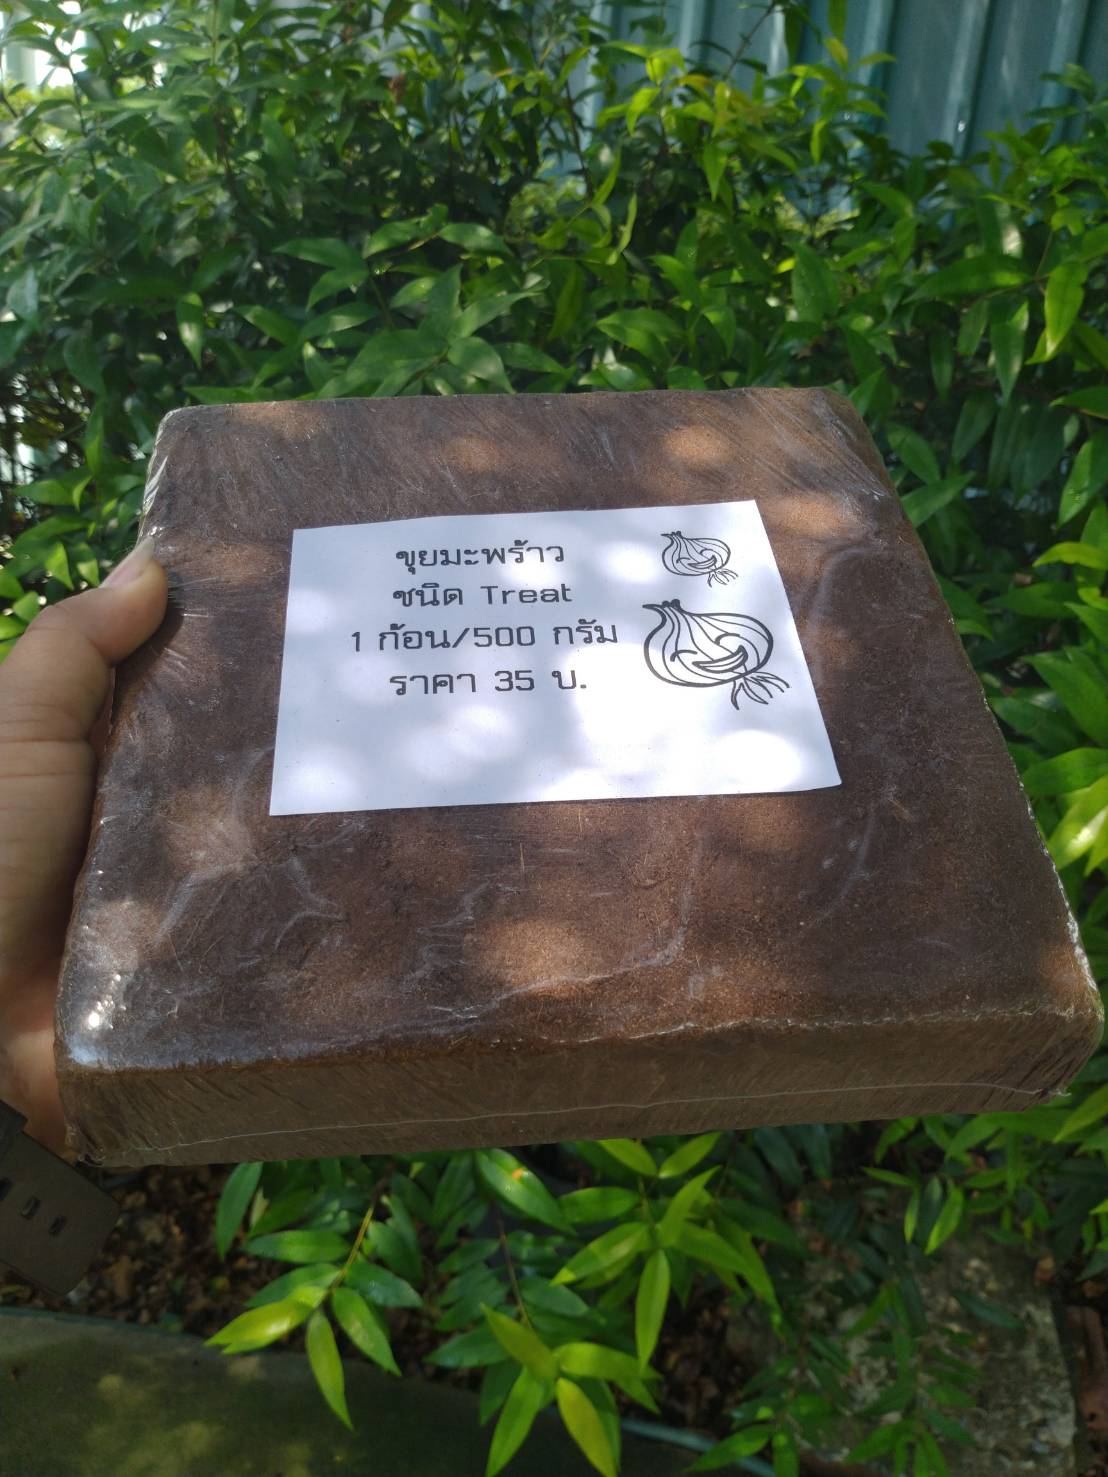 ขุยมะพร้าว
ชนิด Treat
1 ก้อน/500 กรัม
ราคา 35 บ.